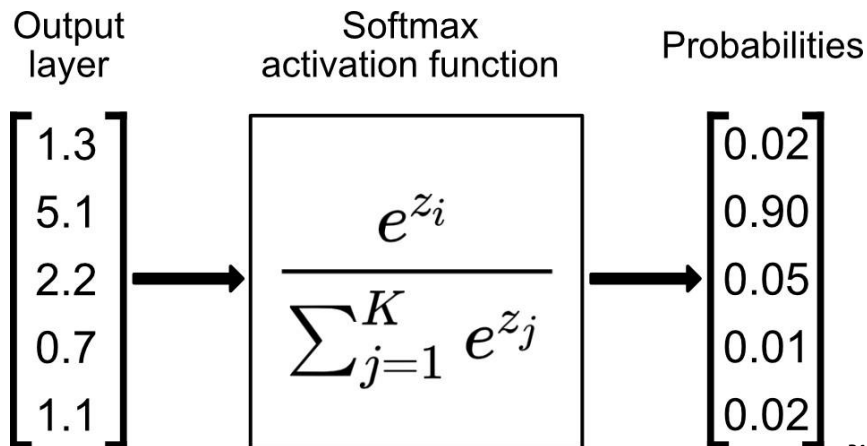 Output
layer
Softmax
activation function
Probabilities
1.3
5.1
2.2
0.7
1.1
e^{z_i}
\sum_{j=1}^{K} e^{z_j}
0.02
0.90
0.05
0.01
0.02